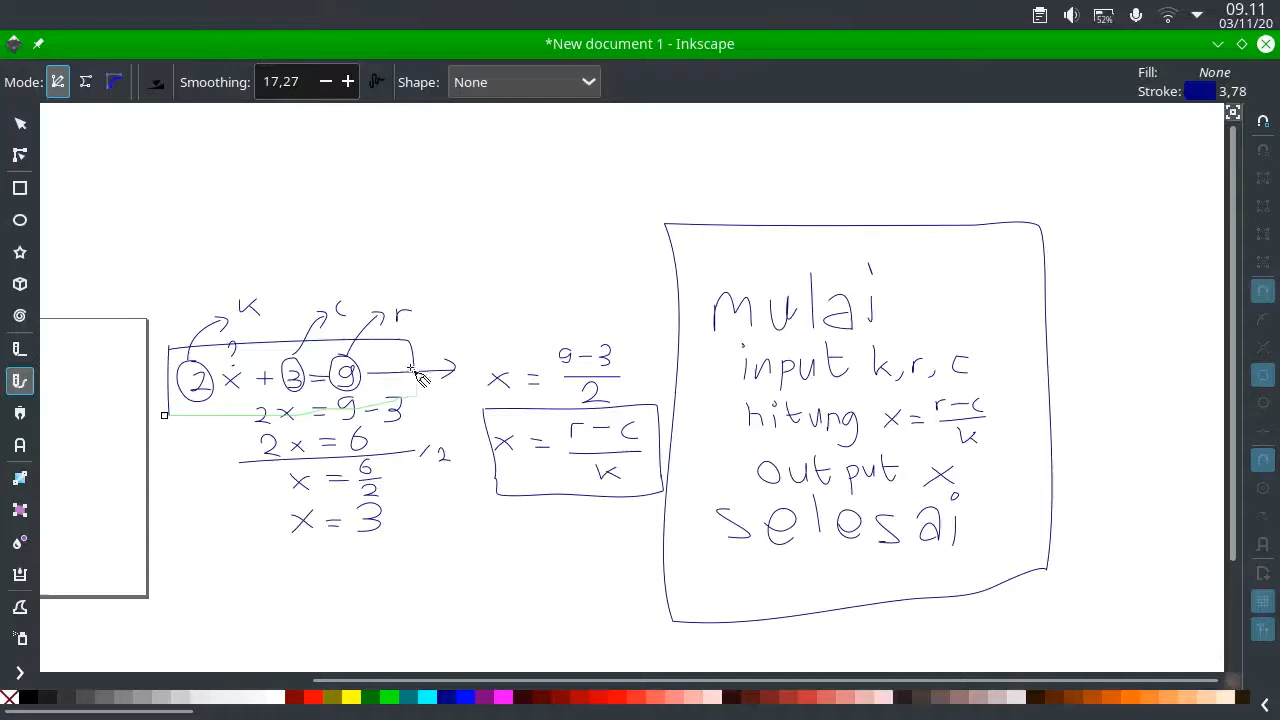 09.11
03/11/20
52%
*New document 1 - Inkscape
Mode:
Smoothing: 17,27
Shape: None
Fill: None
Stroke: 3,78
k c r
?
2x + 3 = 9
2x = 9-3
2x = 6
/2
x = 6/2
x = 3
x = 9-3/2
x = r-c/k
mulai
input k, r, c
hitung x = r-c/k
output x
selesai